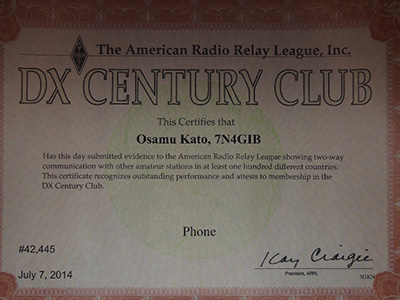 The American Radio Relay League, Inc.
DX CENTURY CLUB
This Certifies that
Osamu Kato, 7N4GIB
Has this day submitted evidence to the American Radio Relay League showing two-way
communication with other amateur stations in at least one hundred different countries.
This certificate recognizes outstanding performance and attests to membership in the
DX Century Club.
Phone
#42,445
July 7, 2014
Kay Craigie
President, ARRL